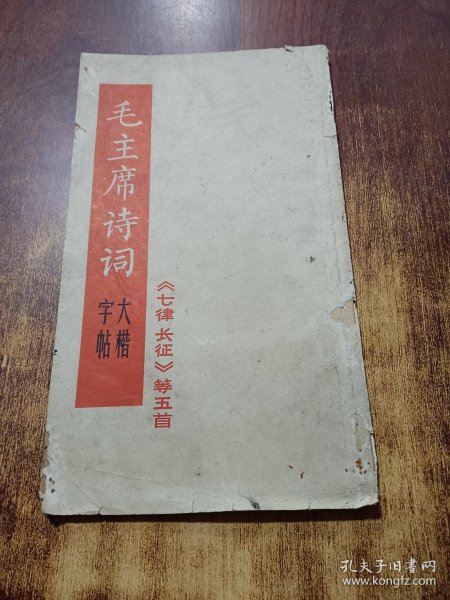 毛主席诗词
大楷
字帖
《七律 长征》等五首
孔夫子旧书网
www.kongfz.com